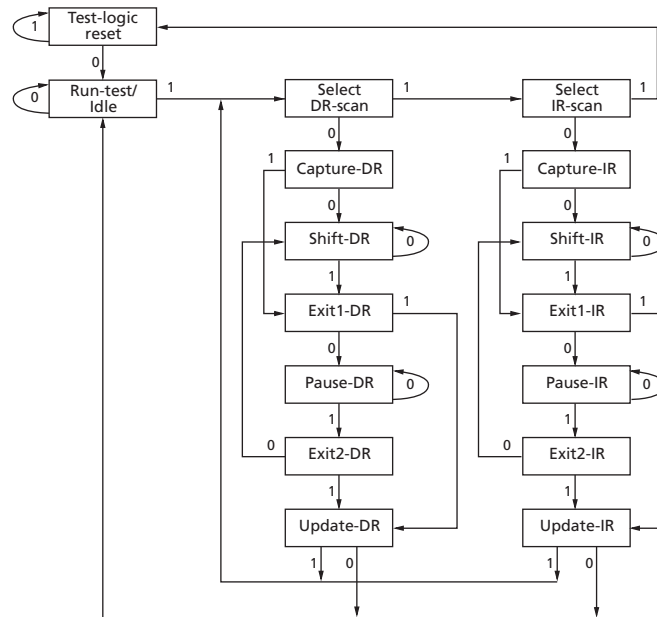 Test-logic
reset
1
0
Run-test/
Idle
0
1
Select
DR-scan
1
Select
IR-scan
1
0
0
1
Capture-DR
1
Capture-IR
0
0
Shift-DR
0
Shift-IR
0
1
1
Exit1-DR
1
Exit1-IR
1
0
0
Pause-DR
0
Pause-IR
0
1
1
0
Exit2-DR
0
Exit2-IR
1
1
Update-DR
Update-IR
1
0
1
0